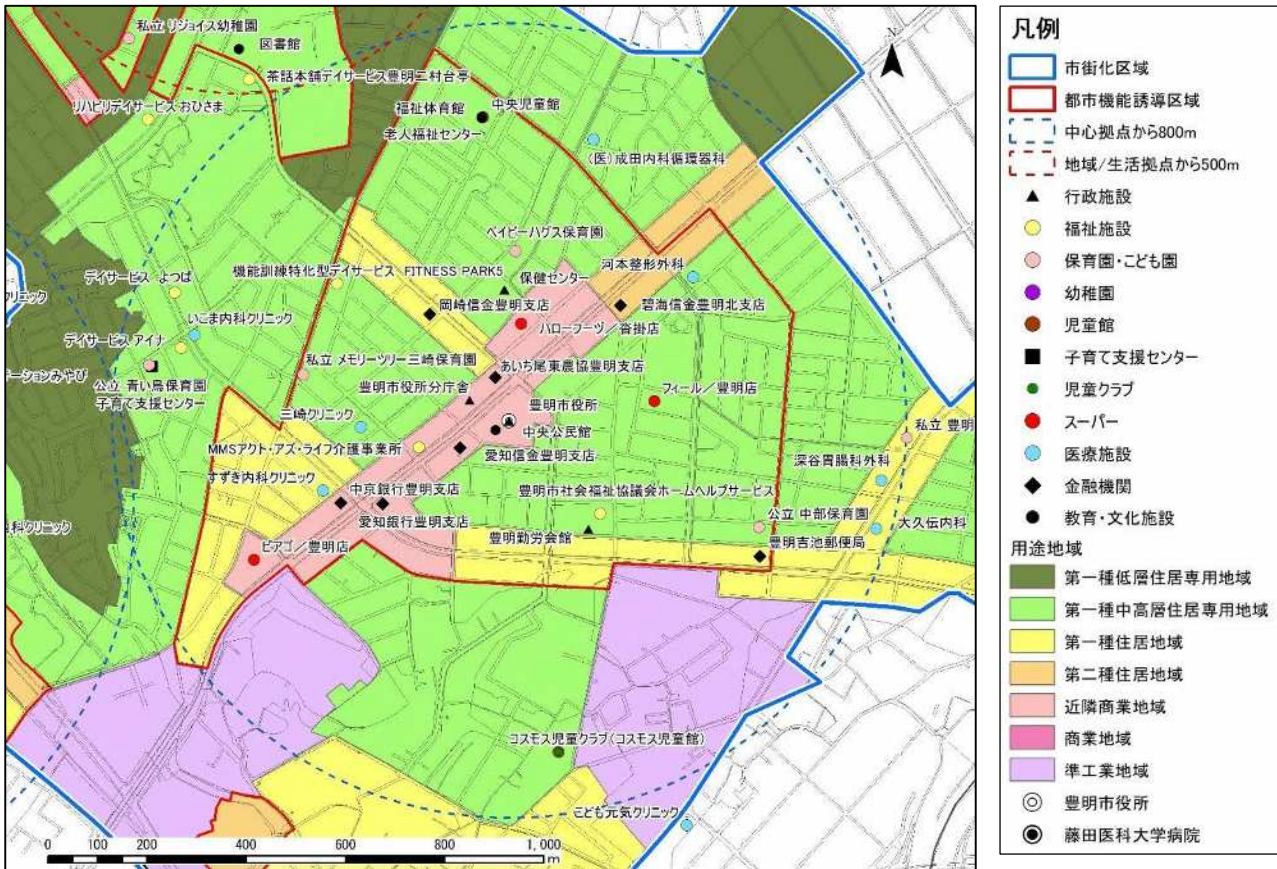 私立 リジョイス幼稚園
図書館
茶話本舗デイサービス豊明二村台亭
リハビリデイサービス おひさま
福祉体育館
中央児童館
老人福祉センター
(医)成田内科循環器科
N
ベイビーハグス保育園
デイサービス よつば
機能訓練特化型デイサービス FITNESS PARK5
保健センター
河本整形外科
クリニック
岡崎信金豊明支店
碧海信金豊明北支店
いこま内科クリニック
ハローフーヅ/沓掛店
デイサービス アイナ
私立 メモリーツリー三崎保育園
あいち尾東農協豊明支店
ーションみやび
公立 青い鳥保育園
子育て支援センター
豊明市役所分庁舎
フィール/豊明店
豊明市役所
三崎クリニック
中央公民館
私立 豊明
MMSアクト・アズ・ライフ介護事業所
愛知信金豊明支店
深谷胃腸科外科
すずき内科クリニック
中京銀行豊明支店
豊明市社会福祉協議会ホームヘルプサービス
愛知銀行豊明支店
公立 中部保育園
大久伝内科
科クリニック
ピアゴ/豊明店
豊明勤労会館
豊明吉池郵便局
コスモス児童クラブ(コスモス児童館)
こども元気クリニック
0 100 200 400 600 800 1,000
m
凡例
市街化区域
都市機能誘導区域
中心拠点から800m
地域/生活拠点から500m
行政施設
福祉施設
保育園・こども園
幼稚園
児童館
子育て支援センター
児童クラブ
スーパー
医療施設
金融機関
教育・文化施設
用途地域
第一種低層住居専用地域
第一種中高層住居専用地域
第一種住居地域
第二種住居地域
近隣商業地域
商業地域
準工業地域
豊明市役所
藤田医科大学病院